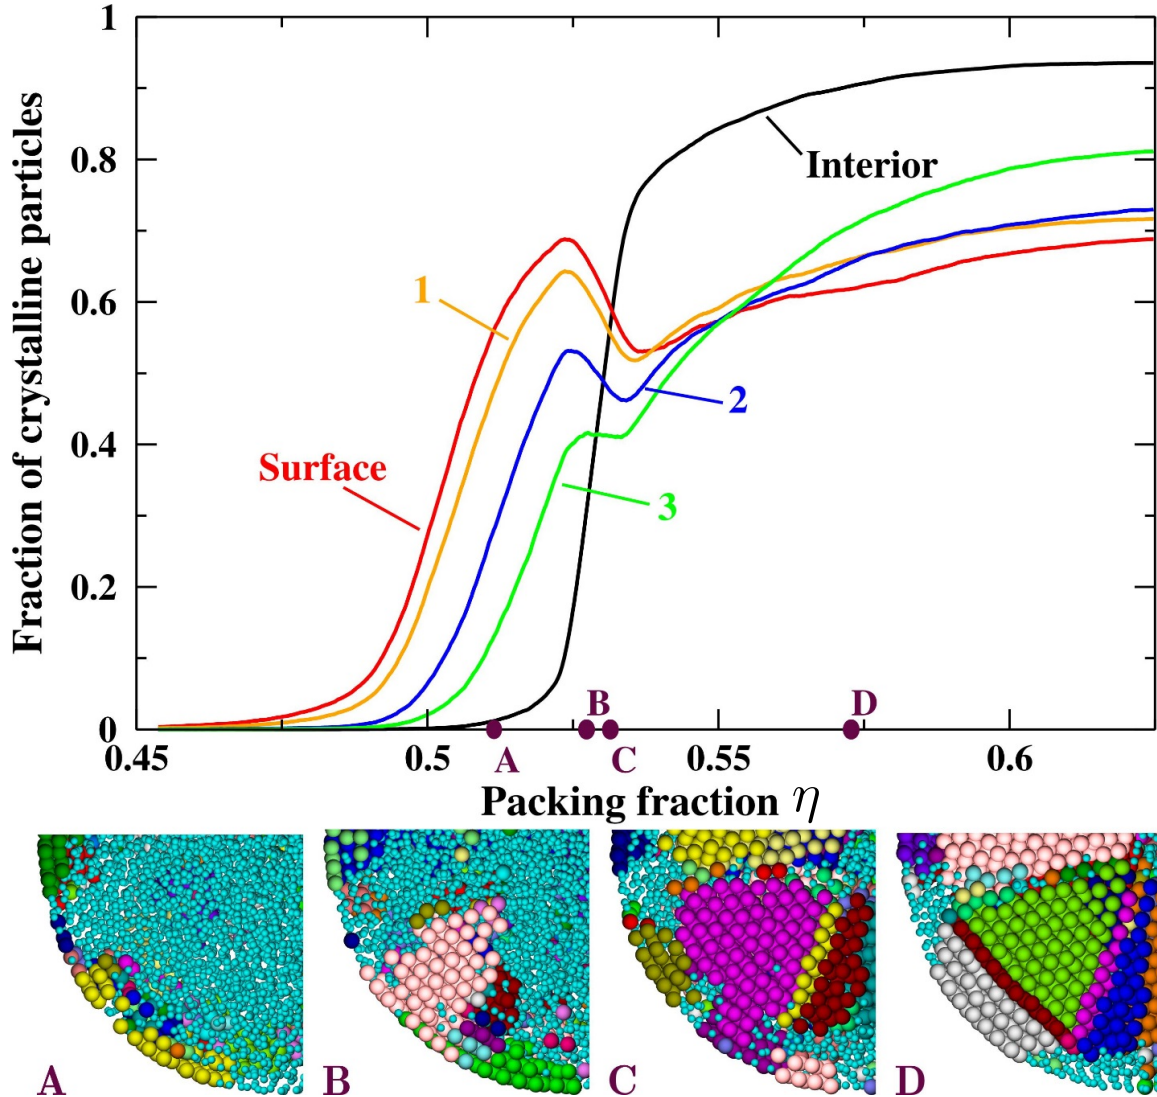 1
0.8
0.6
0.4
0.2
0
Fraction of crystalline particles
Interior
1
2
Surface
3
B
D
A
C
0.45
0.5
0.55
0.6
Packing fraction η
A
B
C
D